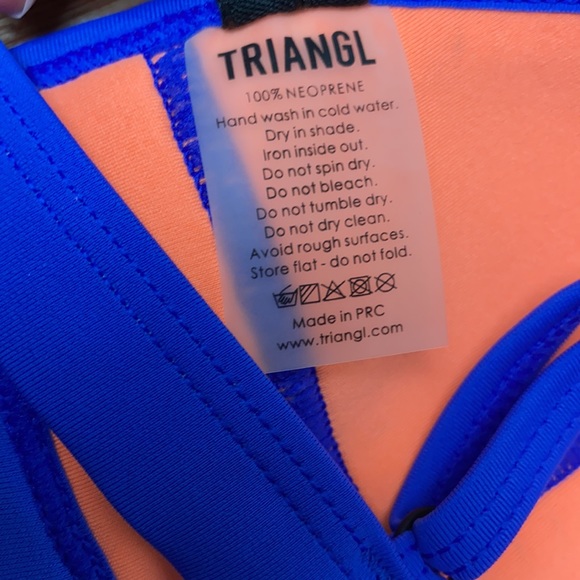 TRIANGL
100% NEOPRENE
Hand wash in cold water.
Dry in shade.
Iron inside out.
Do not spin dry.
Do not bleach.
Do not tumble dry.
Do not dry clean.
Avoid rough surfaces.
Store flat - do not fold.
Made in PRC
www.triangl.com